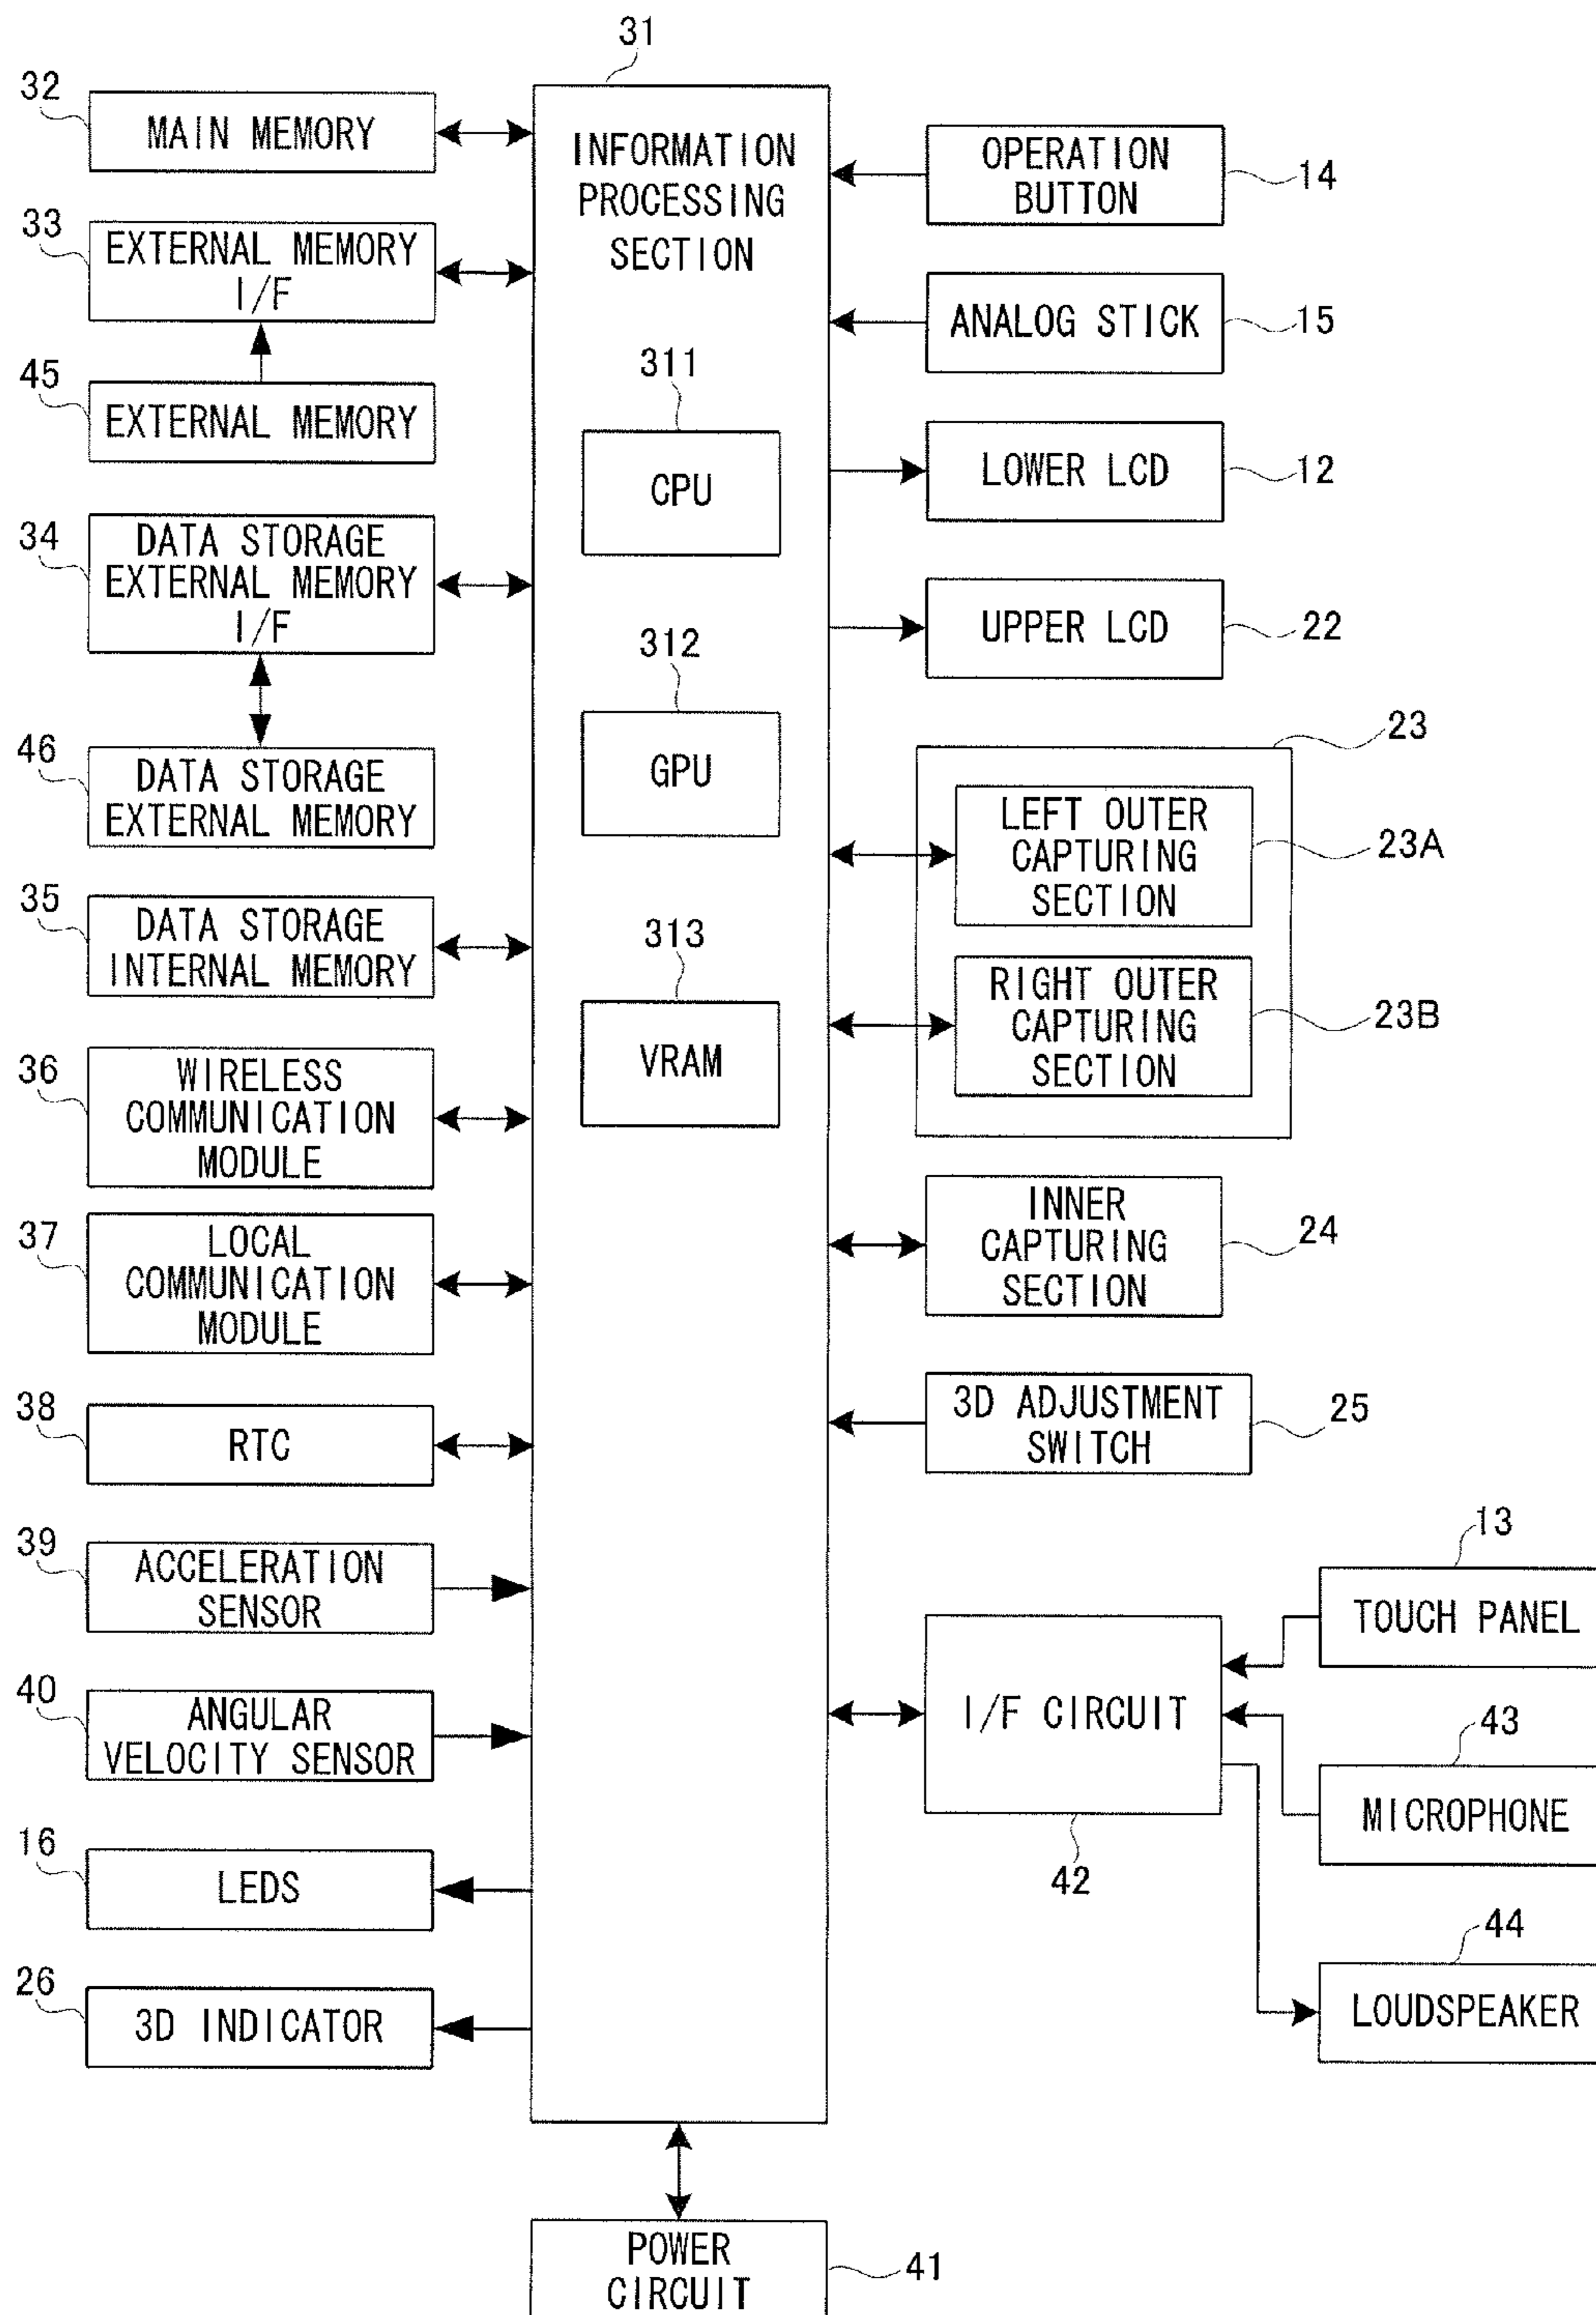 31
32
MAIN MEMORY
33
EXTERNAL MEMORY
I/F
45
EXTERNAL MEMORY
34
DATA STORAGE
EXTERNAL MEMORY
I/F
46
DATA STORAGE
EXTERNAL MEMORY
35
DATA STORAGE
INTERNAL MEMORY
36
WIRELESS
COMMUNICATION
MODULE
37
LOCAL
COMMUNICATION
MODULE
38
RTC
39
ACCELERATION
SENSOR
40
ANGULAR
VELOCITY SENSOR
16
LEDS
26
3D INDICATOR
INFORMATION
PROCESSING
SECTION
311
CPU
312
GPU
313
VRAM
OPERATION
BUTTON
14
ANALOG STICK
15
LOWER LCD
12
UPPER LCD
22
23
LEFT OUTER
CAPTURING
SECTION
23A
RIGHT OUTER
CAPTURING
SECTION
23B
INNER
CAPTURING
SECTION
24
3D ADJUSTMENT
SWITCH
25
13
TOUCH PANEL
I/F CIRCUIT
42
43
MICROPHONE
44
LOUDSPEAKER
POWER
CIRCUIT
41